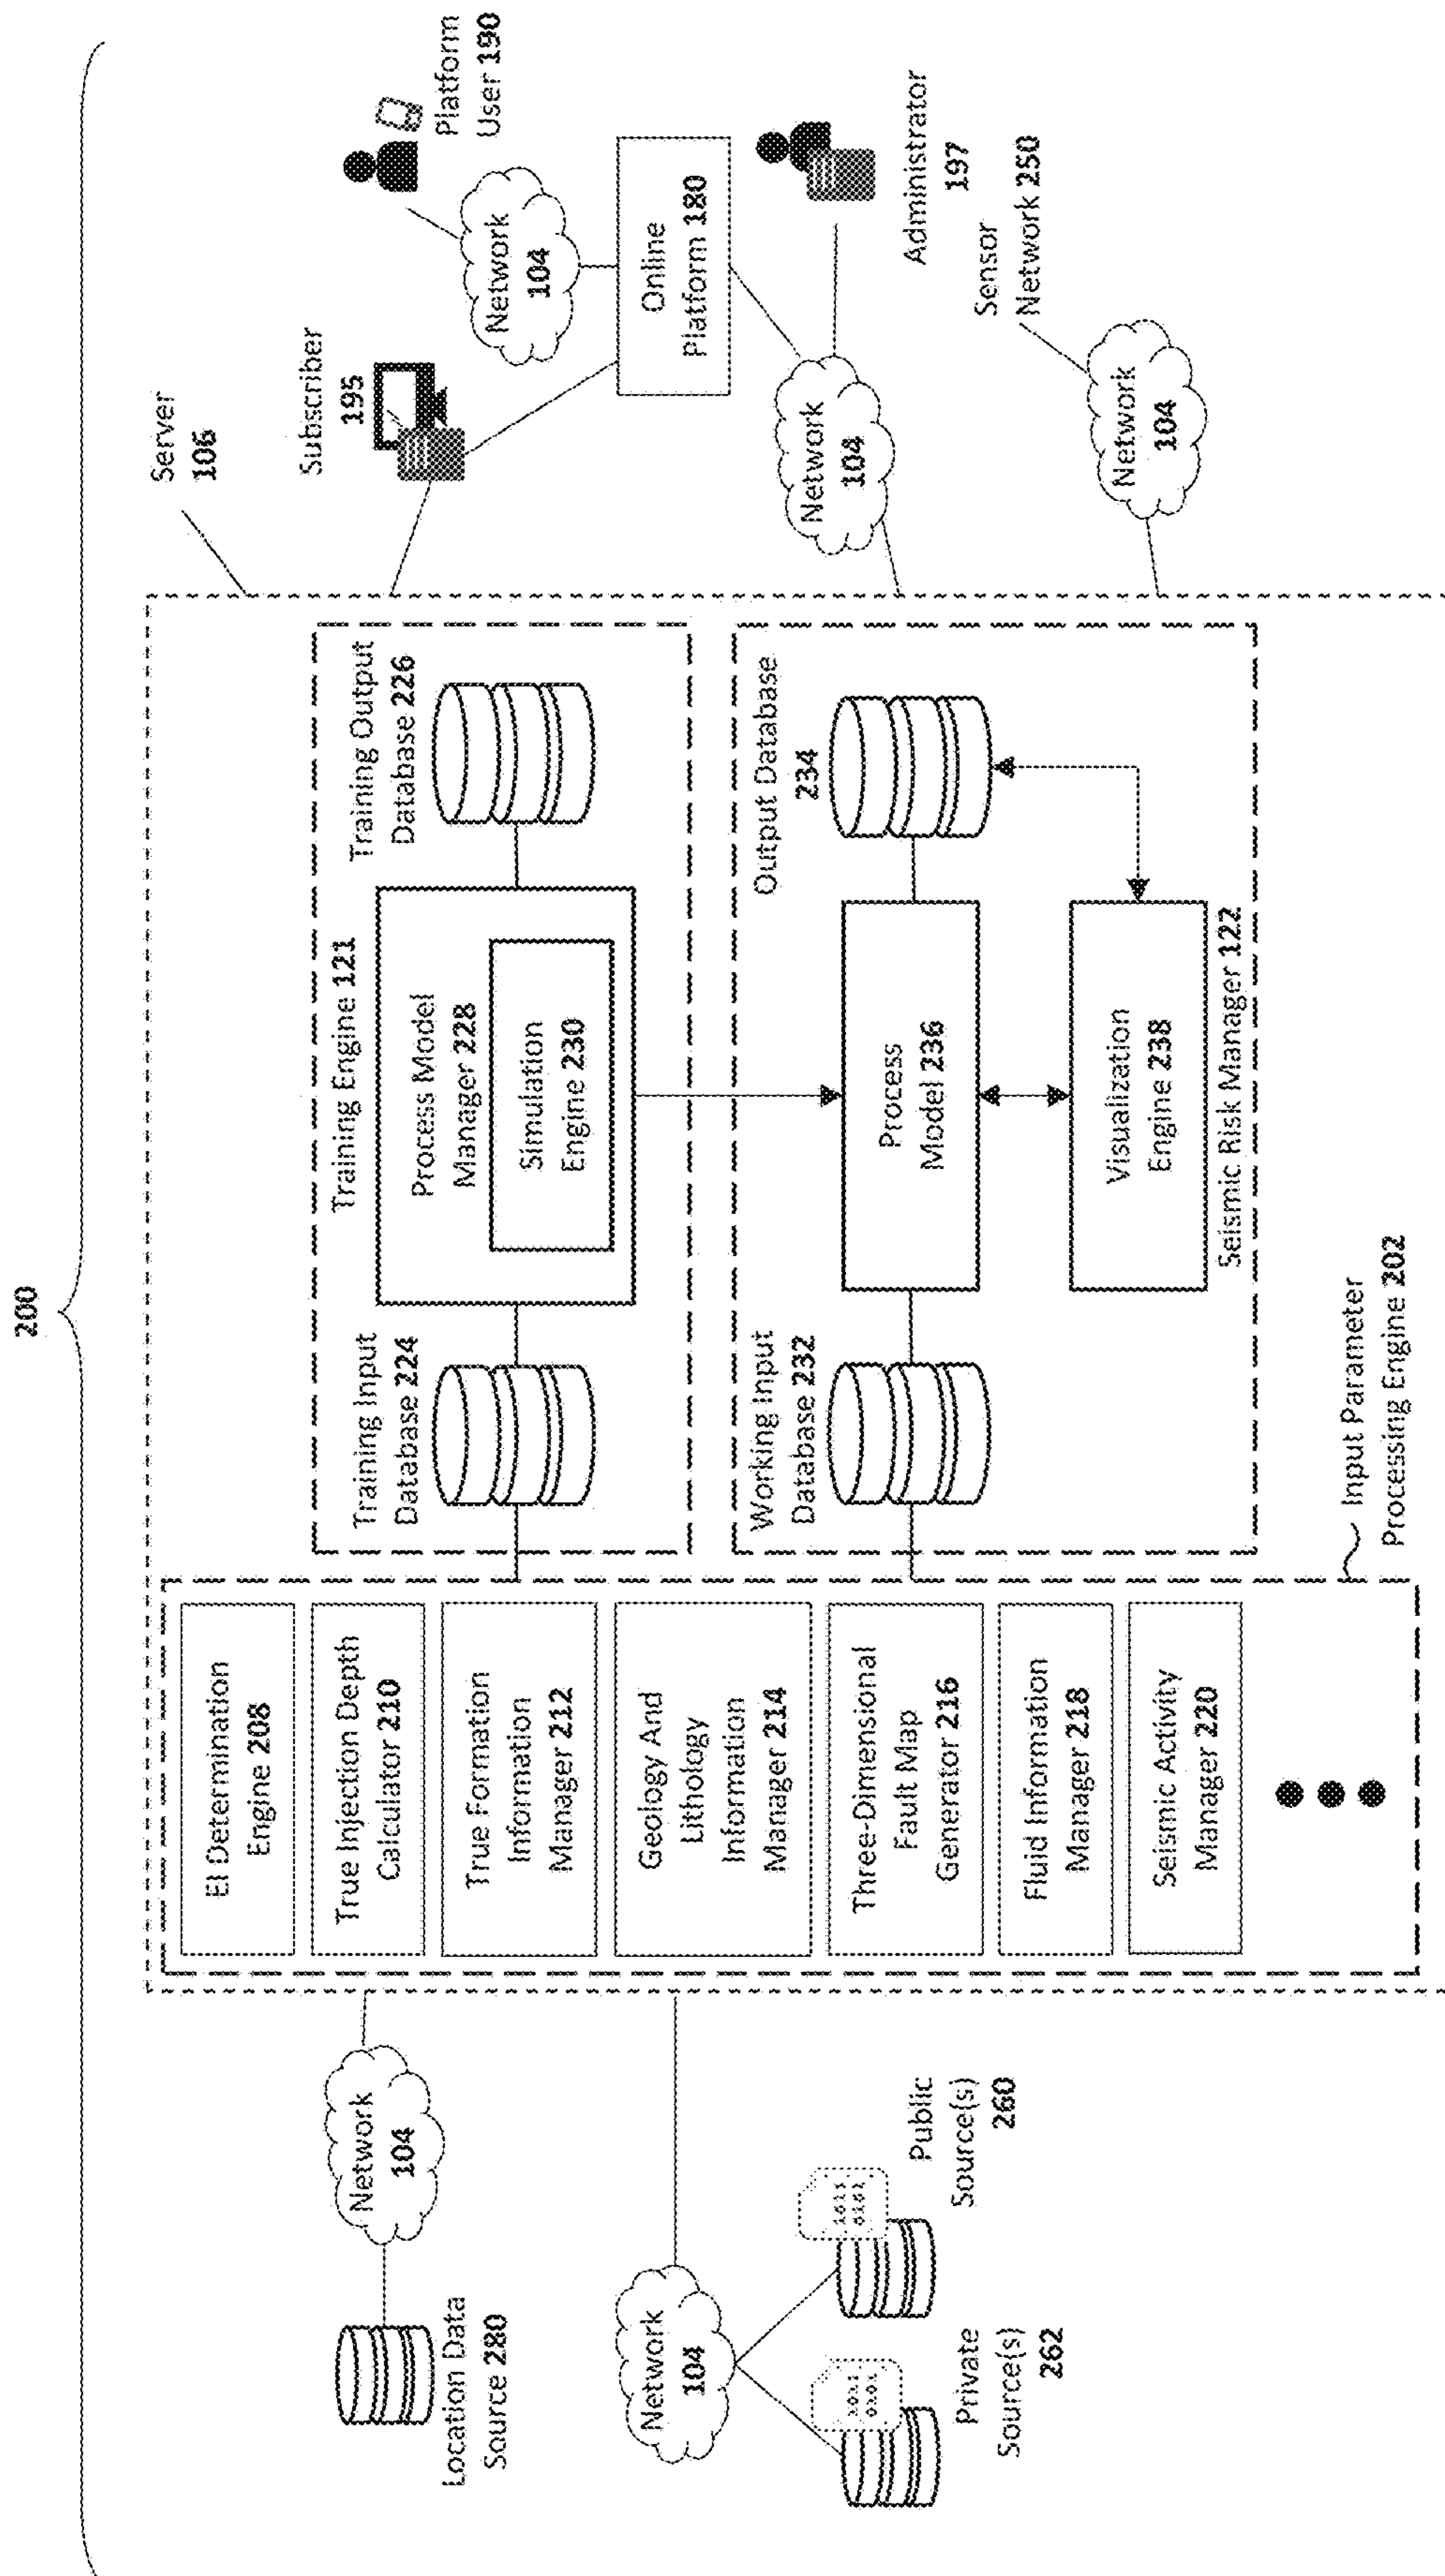 200
Server
106
Location Data
Source 280
Network
104
Network
104
Private
Source(s)
262
Public
Source(s)
260
1011
0101
1011
0101
EI Determination
Engine 208
True Injection Depth
Calculator 210
True Formation
Information
Manager 212
Geology And
Lithology
Information
Manager 214
Three-Dimensional
Fault Map
Generator 216
Fluid Information
Manager 218
Seismic Activity
Manager 220
Input Parameter
Processing Engine 202
Training Engine 121
Training Input
Database 224
Process Model
Manager 228
Simulation
Engine 230
Training Output
Database 226
Working Input
Database 232
Process
Model 236
Output Database
234
Visualization
Engine 238
Seismic Risk Manager 122
Subscriber
195
Network
104
Platform
User 190
Online
Platform 180
Network
104
Administrator
197
Sensor
Network 250
Network
104